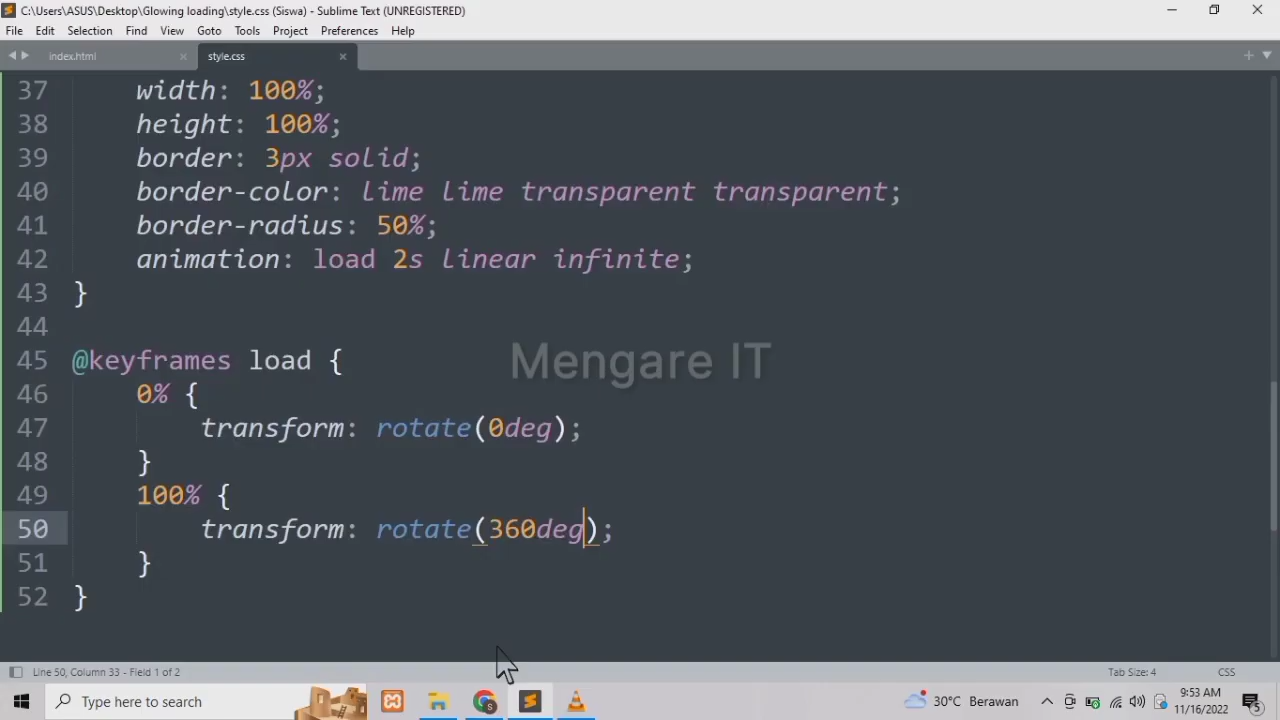 C:\Users\ASUS\Desktop\Glowing loading\style.css (Siswa) - Sublime Text (UNREGISTERED)
File Edit Selection Find View Goto Tools Project Preferences Help
index.html style.css
37 width: 100%;
38 height: 100%;
39 border: 3px solid;
40 border-color: lime lime transparent transparent;
41 border-radius: 50%;
42 animation: load 2s linear infinite;
43 }
44
45 @keyframes load {
Mengare IT
46 0% {
47 transform: rotate(0deg);
48 }
49 100% {
50 transform: rotate(360deg);
51 }
52 }
Line 50, Column 33 - Field 1 of 2 Tab Size: 4 CSS
Type here to search 30°C Berawan 9:53 AM
11/16/2022 5